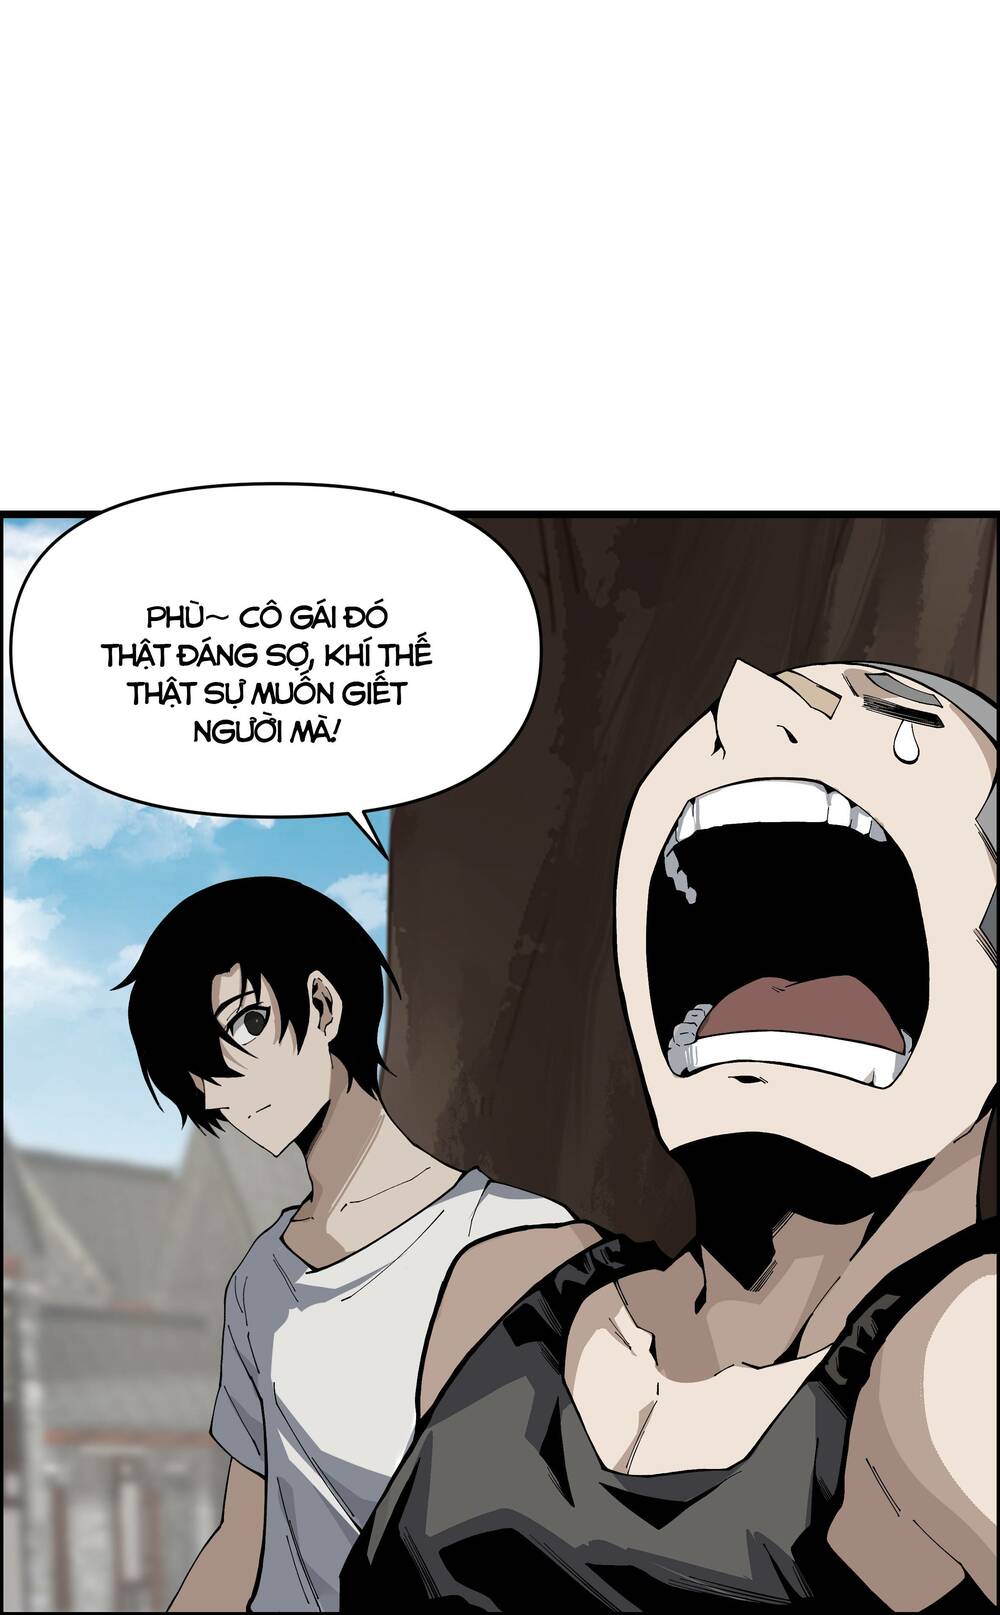 PHÙ~ CÔ GÁI ĐÓ
THẬT ĐÁNG SỢ, KHÍ THẾ
THẬT SỰ MUỐN GIẾT
NGƯỜI MÀ!